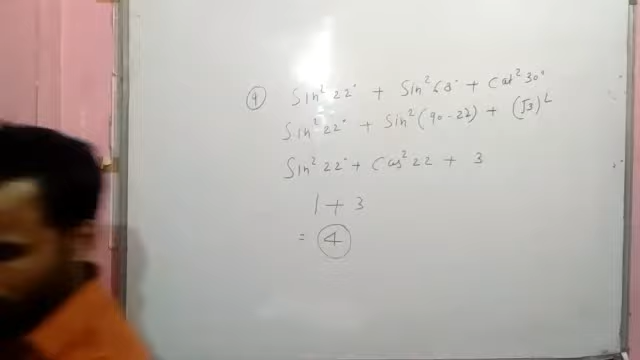 9 Sin² 22° + Sin² 68° + Cot² 30°
Sin² 22° + Sin² (90 - 22) + (√3)²
Sin² 22° + Cos² 22 + 3
1 + 3
= 4